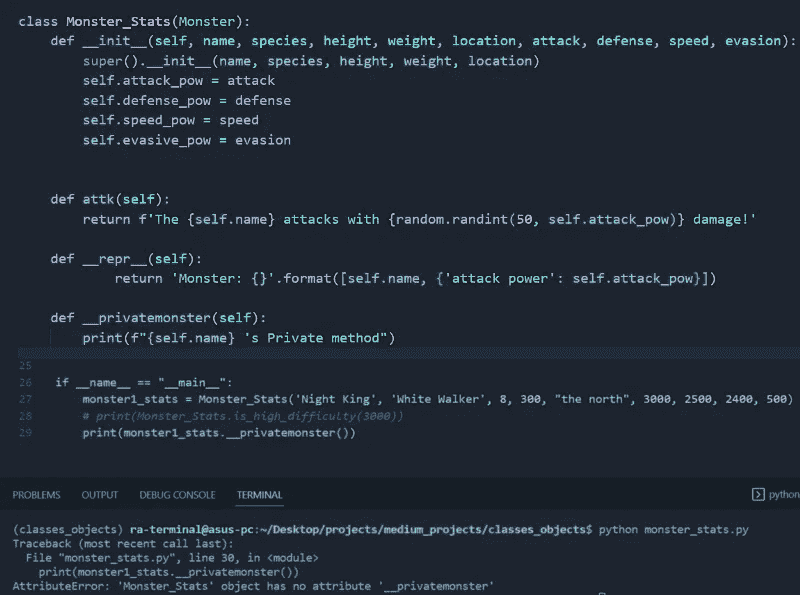 class Monster_Stats(Monster):
    def __init__(self, name, species, height, weight, location, attack, defense, speed, evasion):
        super().__init__(name, species, height, weight, location)
        self.attack_pow = attack
        self.defense_pow = defense
        self.speed_pow = speed
        self.evasive_pow = evasion
    def attk(self):
        return f'The {self.name} attacks with {random.randint(50, self.attack_pow)} damage!'
    def __repr__(self):
            return 'Monster: {}'.format([self.name, {'attack power': self.attack_pow}])
    def __privatemonster(self):
        print(f"{self.name} 's Private method")
25
26 if __name__ == "__main__":
27     monster1_stats = Monster_Stats('Night King', 'White Walker', 8, 300, "the north", 3000, 2500, 2400, 500)
28     # print(Monster_Stats.is_high_difficulty(3000))
29     print(monster1_stats.__privatemonster())
PROBLEMS OUTPUT DEBUG CONSOLE TERMINAL python
(classes_objects) ra-terminal@asus-pc:~/Desktop/projects/medium_projects/classes_objects$ python monster_stats.py
Traceback (most recent call last):
  File "monster_stats.py", line 30, in <module>
    print(monster1_stats.__privatemonster())
AttributeError: 'Monster_Stats' object has no attribute '__privatemonster'